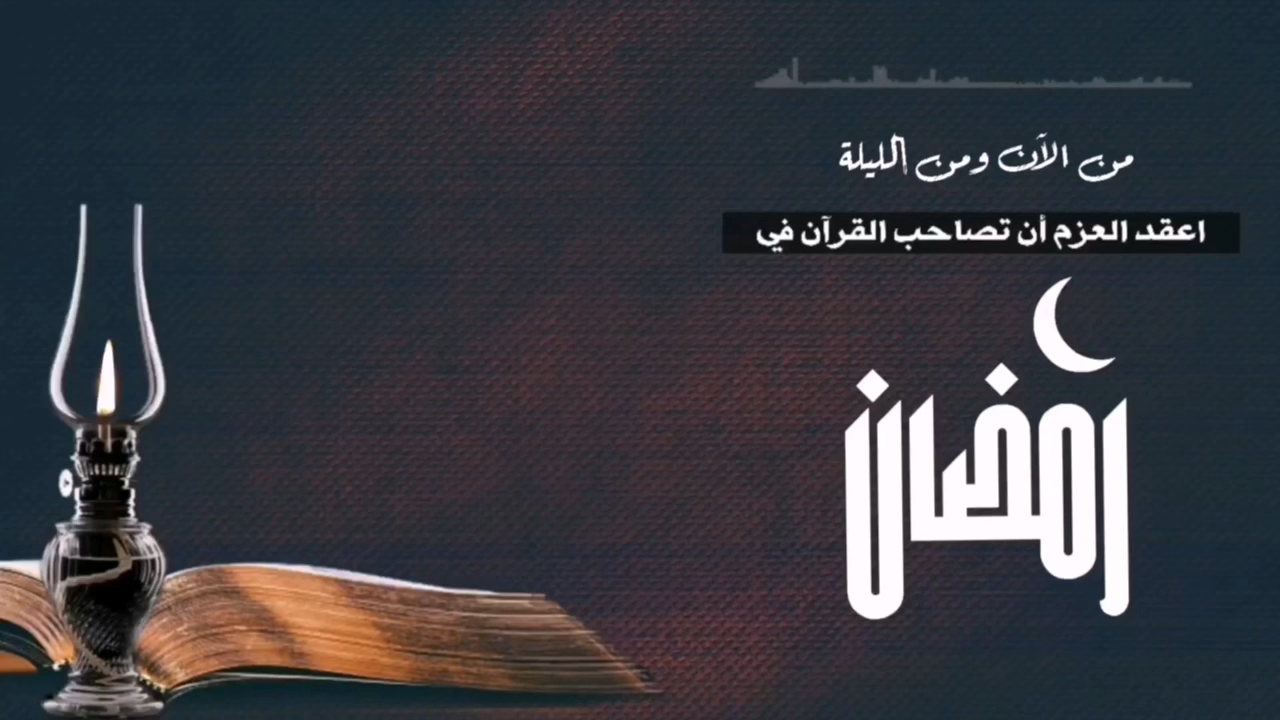 من الآن ومن الليلة
اعقد العزم أن تصاحب القرآن في
رمضان